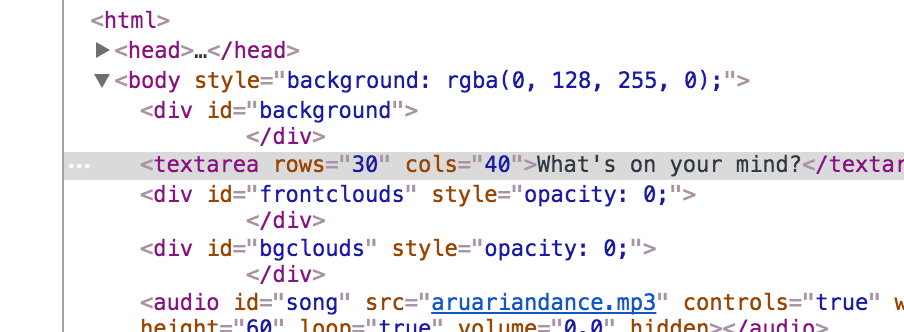 <html>
▶<head>…</head>
▼<body style="background: rgba(0, 128, 255, 0);">
<div id="background">
</div>
<textarea rows="30" cols="40">What's on your mind?</textar
<div id="frontclouds" style="opacity: 0;">
</div>
<div id="bgclouds" style="opacity: 0;">
</div>
<audio id="song" src="aruariandance.mp3" controls="true" w
height="60" loop="true" volume="0.0" hidden></audio>